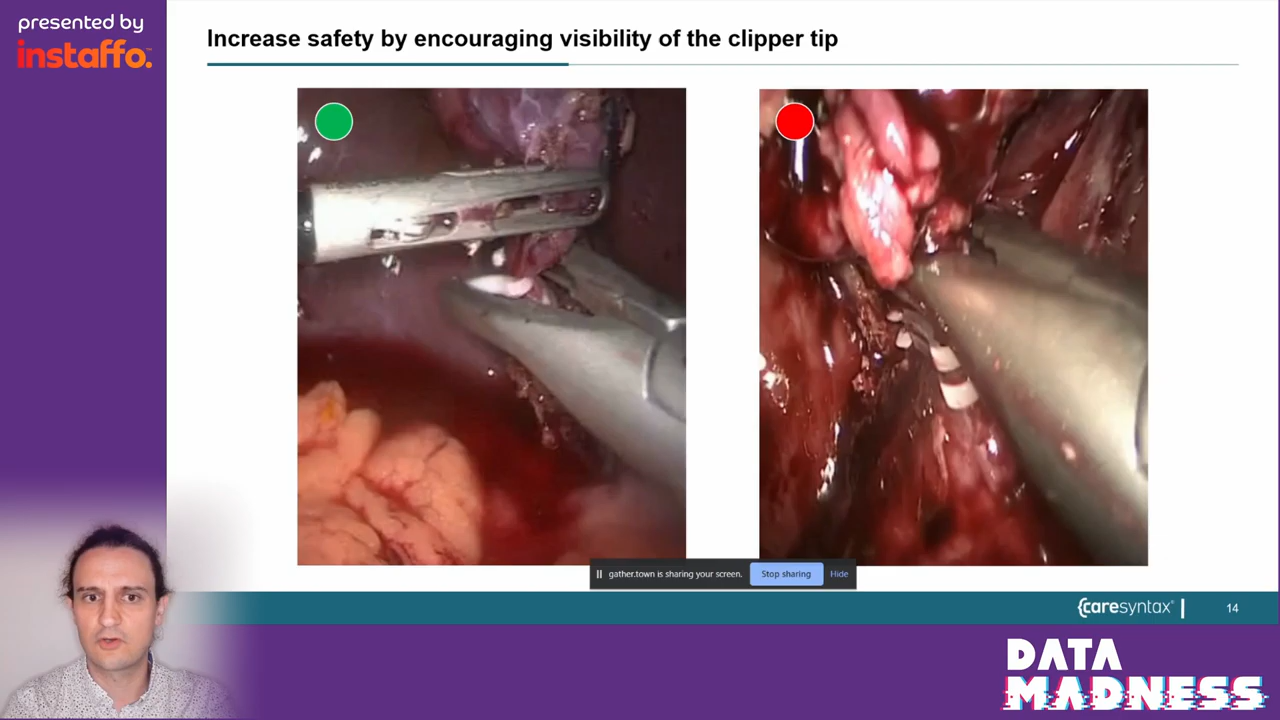 presented by
instaffo.
Increase safety by encouraging visibility of the clipper tip
gather.town is sharing your screen.
Stop sharing
Hide
{caresyntax
14
DATA
MADNESS